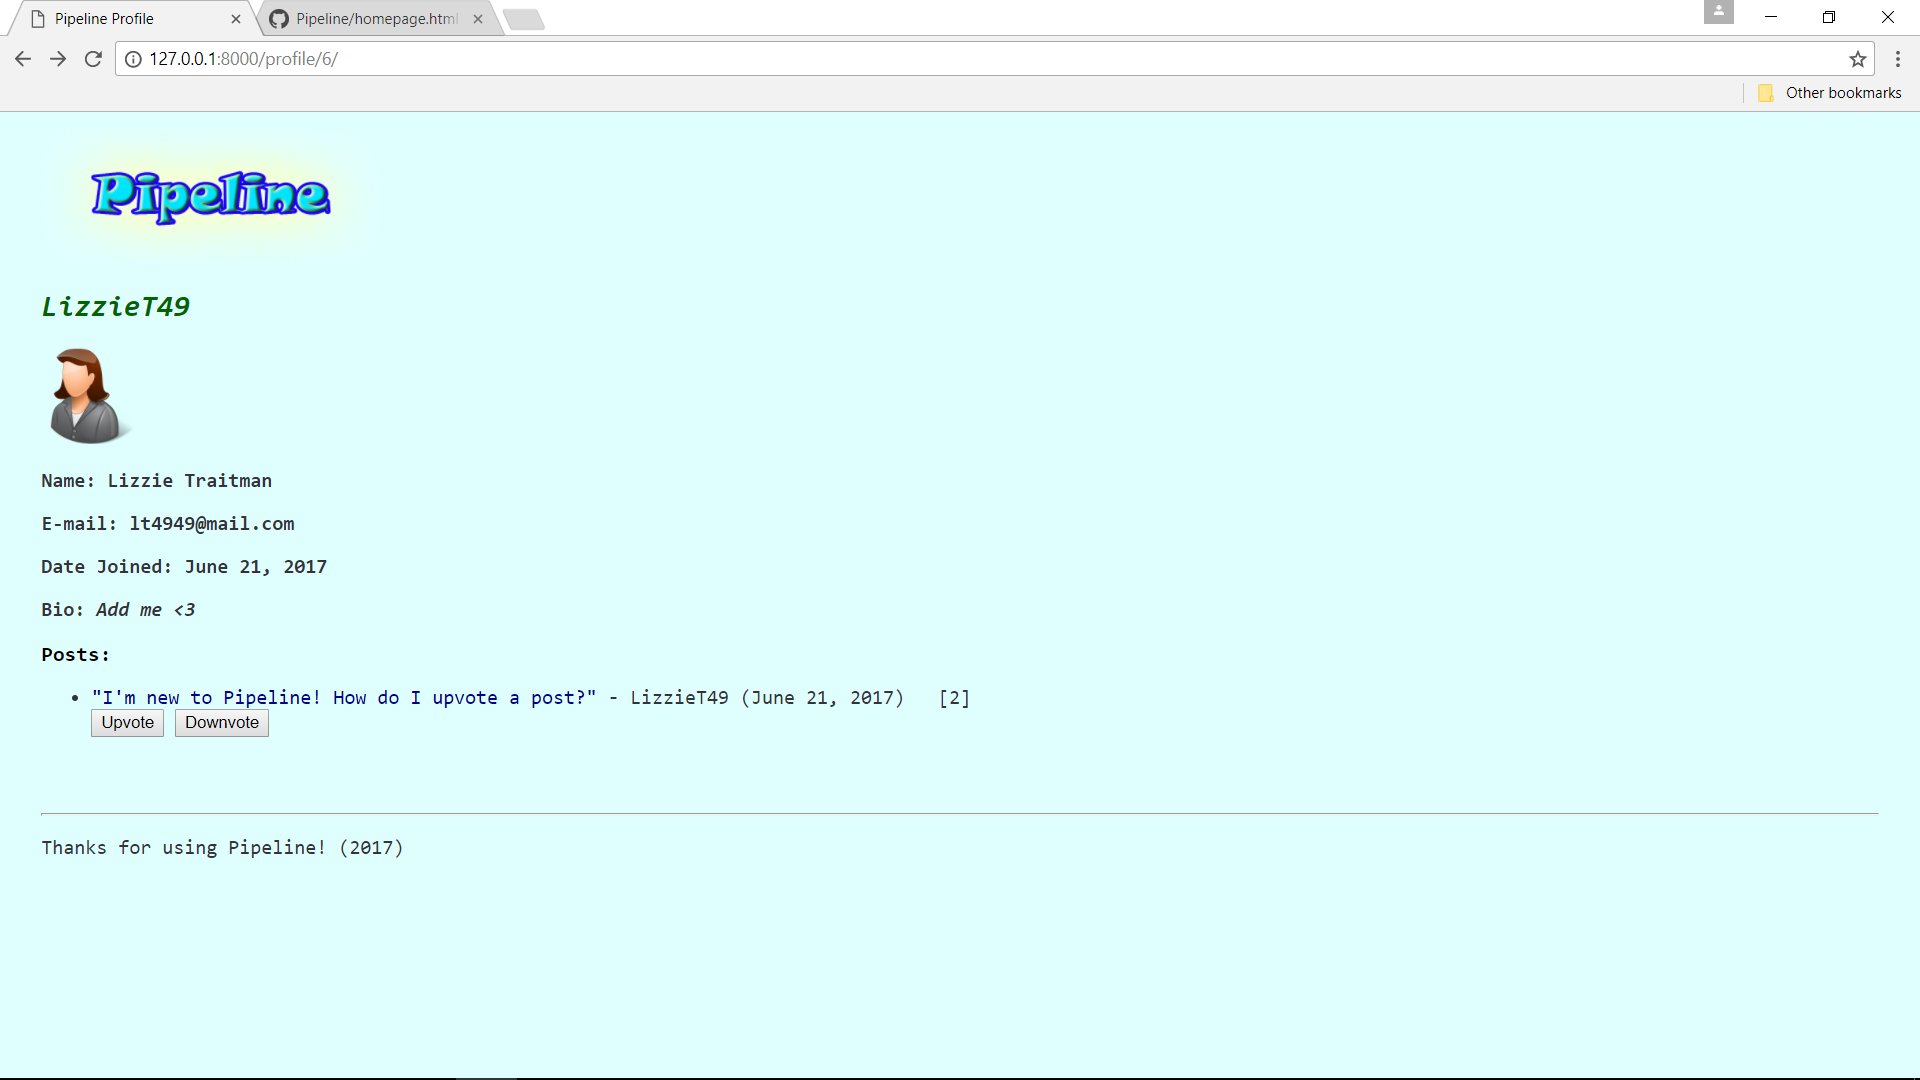 Pipeline Profile
Pipeline/homepage.html
127.0.0.1:8000/profile/6/
Other bookmarks
Pipeline
LizzieT49
Name: Lizzie Traitman
E-mail: lt4949@mail.com
Date Joined: June 21, 2017
Bio: Add me <3
Posts:
"I'm new to Pipeline! How do I upvote a post?" - LizzieT49 (June 21, 2017) [2]
Upvote Downvote
Thanks for using Pipeline! (2017)